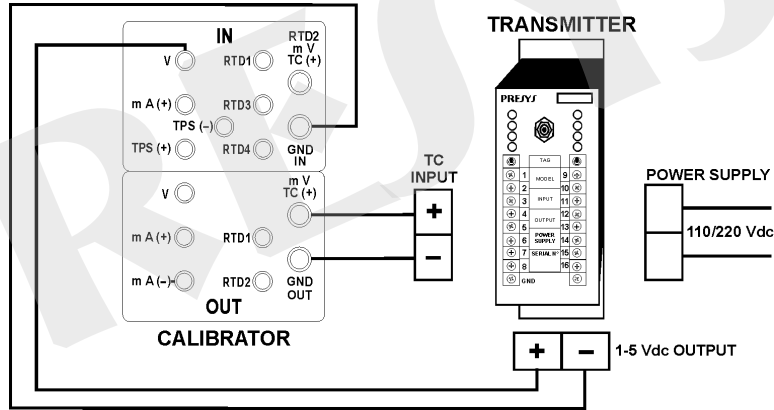 TRANSMITTER
IN
V
RTD1
RTD2
m V
TC (+)
m A (+)
RTD3
TPS (–)
TPS (+)
RTD4
GND
IN
V
m V
TC (+)
m A (+)
RTD1
m A (–)
RTD2
GND
OUT
OUT
CALIBRATOR
TC
INPUT
+
–
PRESYS
TAG
1 MODEL 9
2 10
3 INPUT 11
4 OUTPUT 12
5 POWER 13
6 SUPPLY 14
7 SERIAL Nº 15
8 16
GND
POWER SUPPLY
110/220 Vdc
+ –
1-5 Vdc OUTPUT